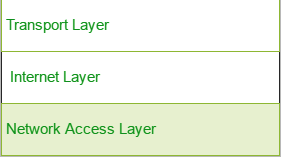 Transport Layer
Internet Layer
Network Access Layer